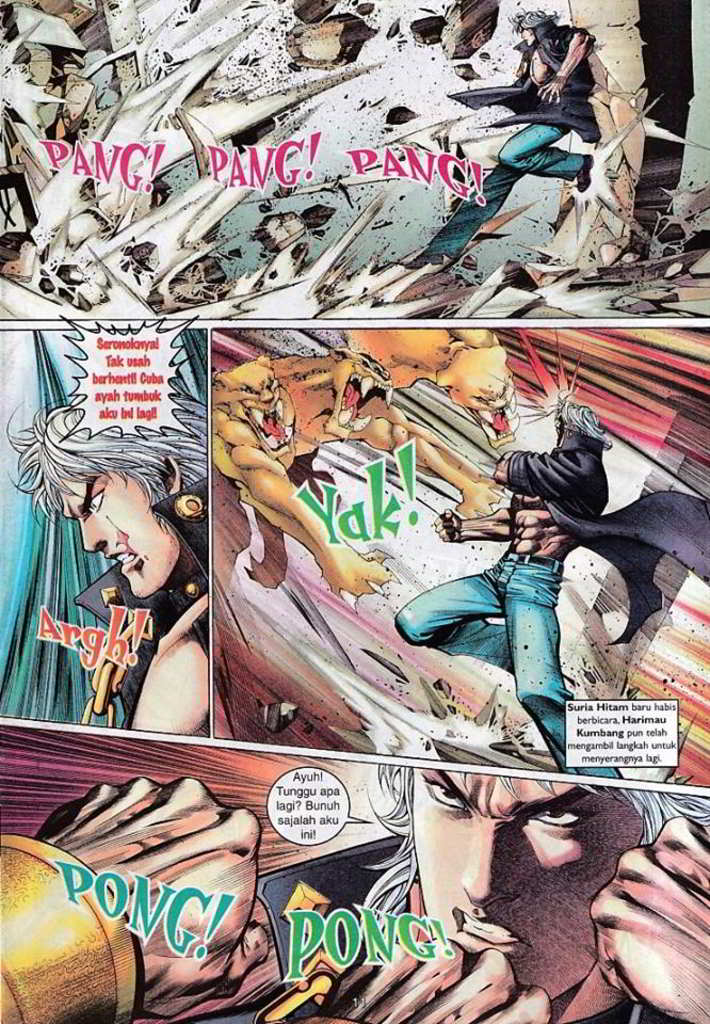 PANG! PANG! PANG!
Seronoknya!
Tak usah
berhenti! Cuba
ayah tumbuk
aku ini lagi!
Argh!
Yak!
Suria Hitam baru habis
berbicara, Harimau
Kumbang pun telah
mengambil langkah untuk
menyerangnya lagi.
Ayuh!
Tunggu apa
lagi? Bunuh
sajalah aku
ini!
PONG!
PONG!
11